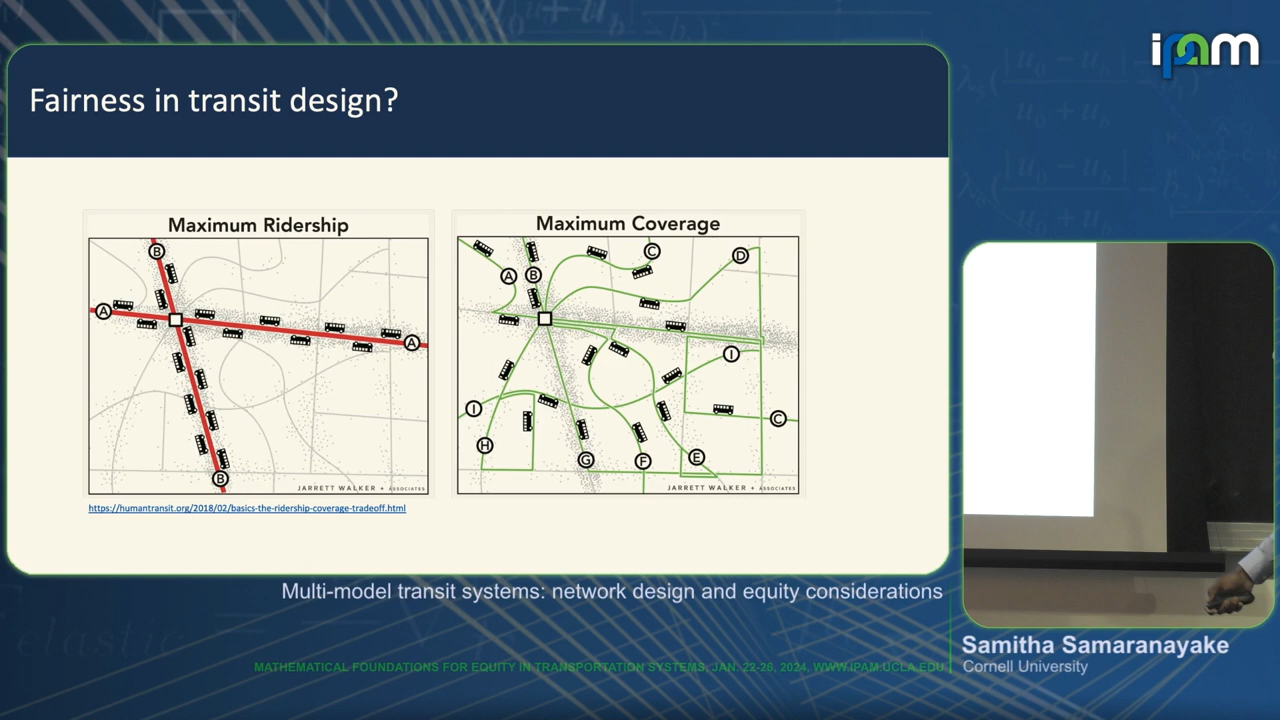 ipam
Fairness in transit design?
Maximum Ridership
B
A
A
B
JARRETT WALKER + ASSOCIATES
Maximum Coverage
C
D
A
B
I
I
C
H
G
F
E
JARRETT WALKER + ASSOCIATES
https://humantransit.org/2018/02/basics-the-ridership-coverage-tradeoff.html
Multi-model transit systems: network design and equity considerations
Samitha Samaranayake
Cornell University
MATHEMATICAL FOUNDATIONS FOR EQUITY IN TRANSPORTATION SYSTEMS, JAN. 22-26, 2024, WWW.IPAM.UCLA.EDU
elastic